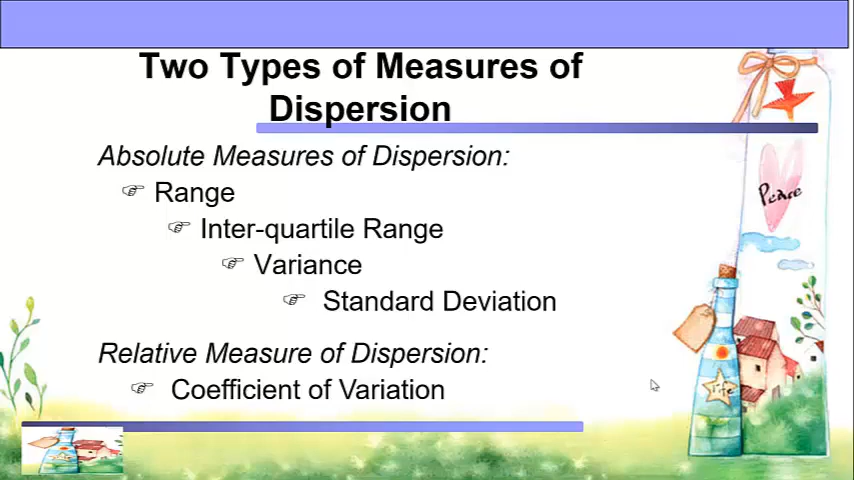 Two Types of Measures of
Dispersion
Absolute Measures of Dispersion:
Range
Inter-quartile Range
Variance
Standard Deviation
Relative Measure of Dispersion:
Coefficient of Variation
Peace
life